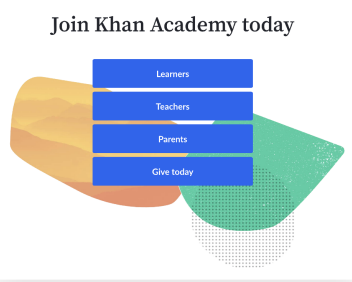 Join Khan Academy today
Learners
Teachers
Parents
Give today